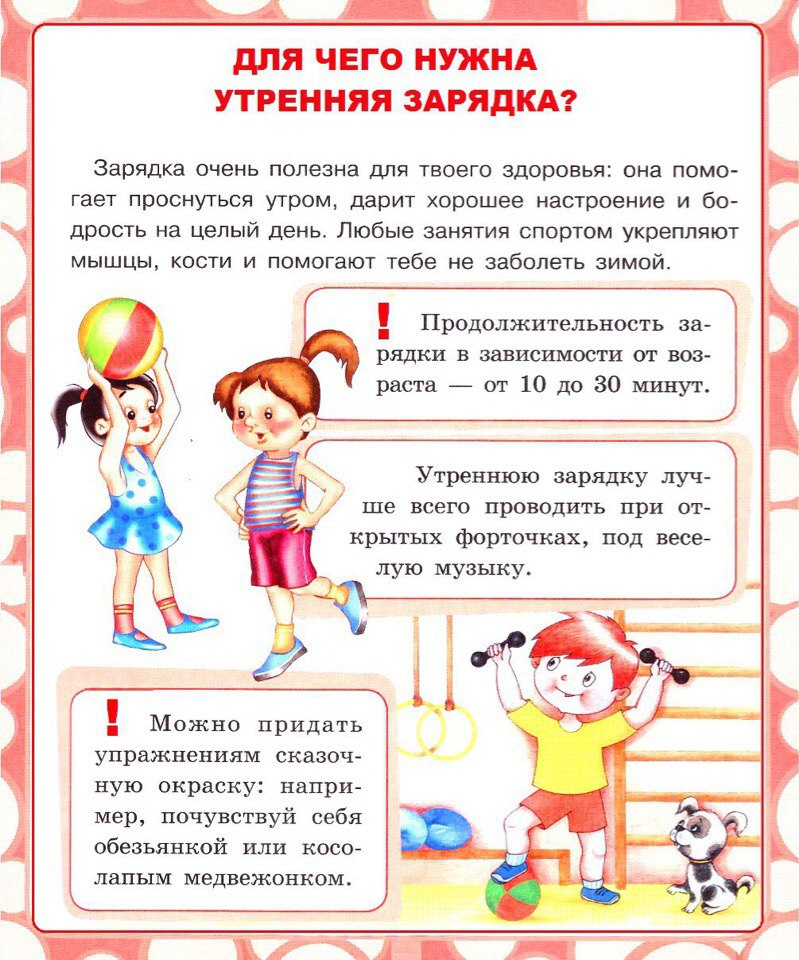 ДЛЯ ЧЕГО НУЖНА
УТРЕННЯЯ ЗАРЯДКА?
Зарядка очень полезна для твоего здоровья: она помо-
гает проснуться утром, дарит хорошее настроение и бо-
дрость на целый день. Любые занятия спортом укрепляют
мышцы, кости и помогают тебе не заболеть зимой.
! Продолжительность за-
рядки в зависимости от воз-
раста — от 10 до 30 минут.
Утреннюю зарядку луч-
ше всего проводить при от-
крытых форточках, под весе-
лую музыку.
! Можно придать
упражнениям сказоч-
ную окраску: напри-
мер, почувствуй себя
обезьянкой или косо-
лапым медвежонком.